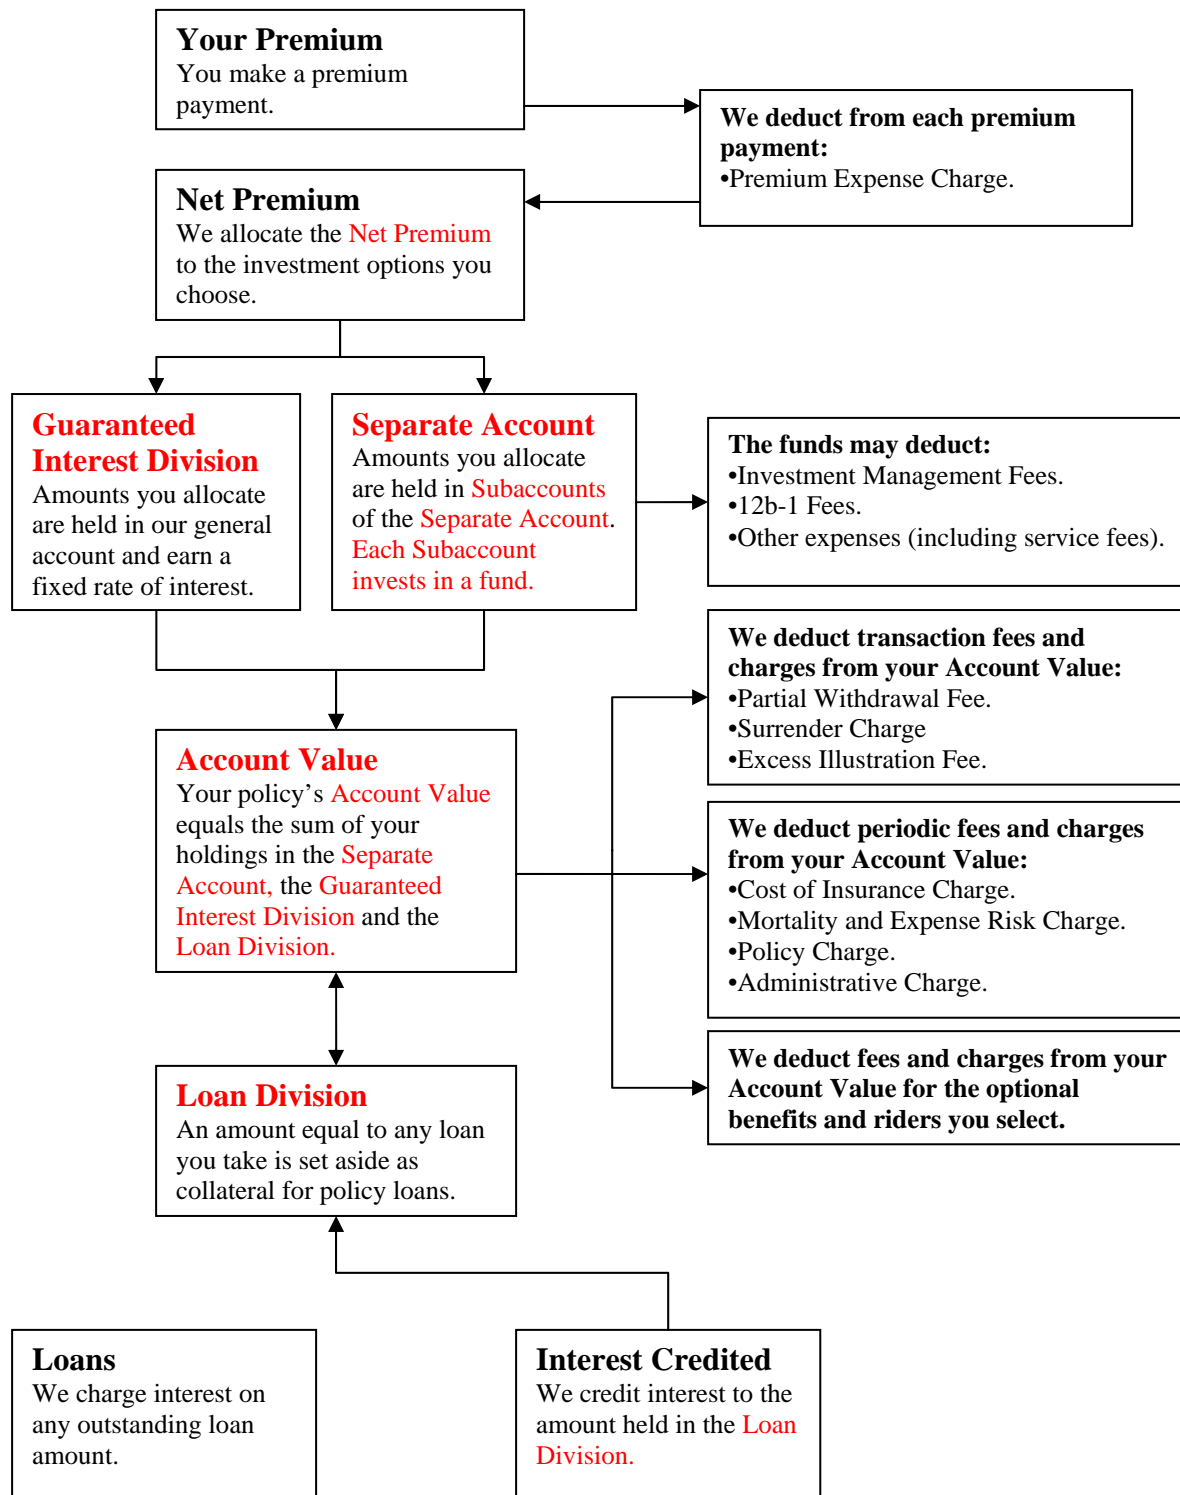 Your Premium
You make a premium
payment.
We deduct from each premium
payment:
•Premium Expense Charge.
Net Premium
We allocate the Net Premium
to the investment options you
choose.
Guaranteed
Interest Division
Amounts you allocate
are held in our general
account and earn a
fixed rate of interest.
Separate Account
Amounts you allocate
are held in Subaccounts
of the Separate Account.
Each Subaccount
invests in a fund.
The funds may deduct:
•Investment Management Fees.
•12b-1 Fees.
•Other expenses (including service fees).
We deduct transaction fees and
charges from your Account Value:
•Partial Withdrawal Fee.
•Surrender Charge
•Excess Illustration Fee.
Account Value
Your policy’s Account Value
equals the sum of your
holdings in the Separate
Account, the Guaranteed
Interest Division and the
Loan Division.
We deduct periodic fees and charges
from your Account Value:
•Cost of Insurance Charge.
•Mortality and Expense Risk Charge.
•Policy Charge.
•Administrative Charge.
We deduct fees and charges from your
Account Value for the optional
benefits and riders you select.
Loan Division
An amount equal to any loan
you take is set aside as
collateral for policy loans.
Loans
We charge interest on
any outstanding loan
amount.
Interest Credited
We credit interest to the
amount held in the Loan
Division.